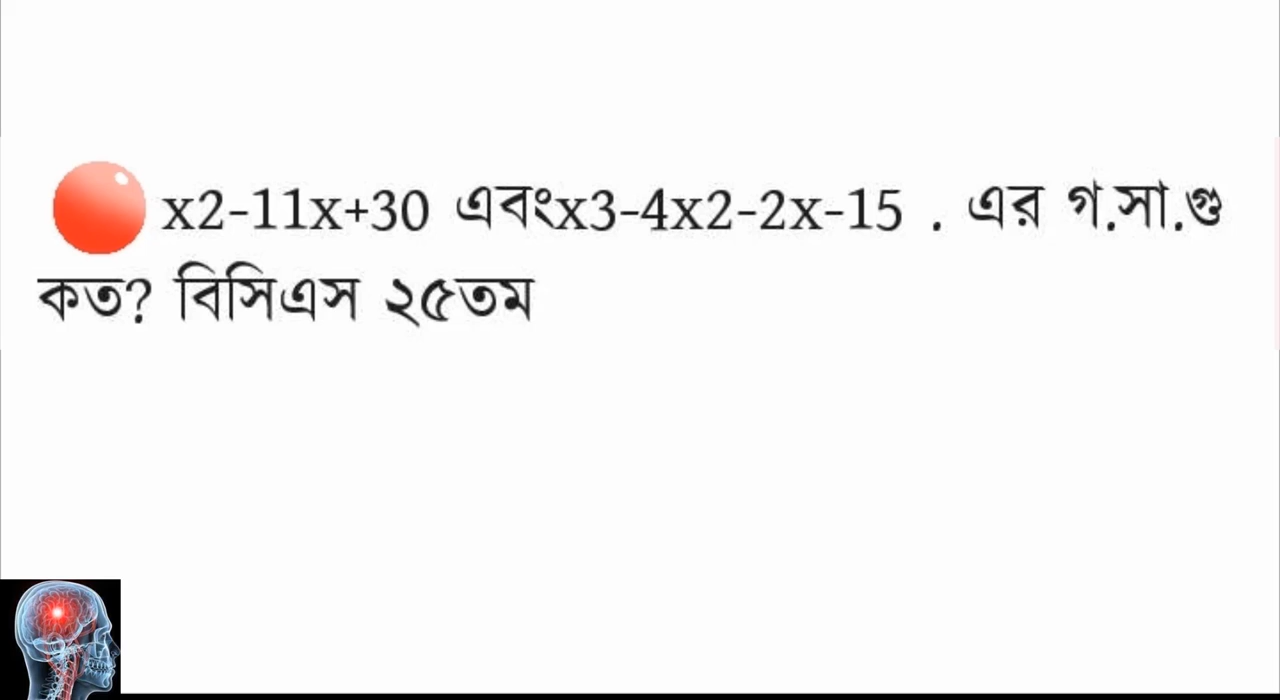 x2-11x+30 এবংx3-4x2-2x-15 . এর গ.সা.গু
কত? বিসিএস ২৫তম